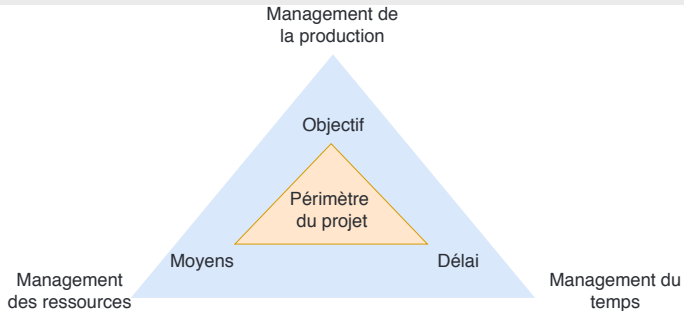 Management de
la production
Objectif
Périmètre
du projet
Moyens
Délai
Management
des ressources
Management du
temps